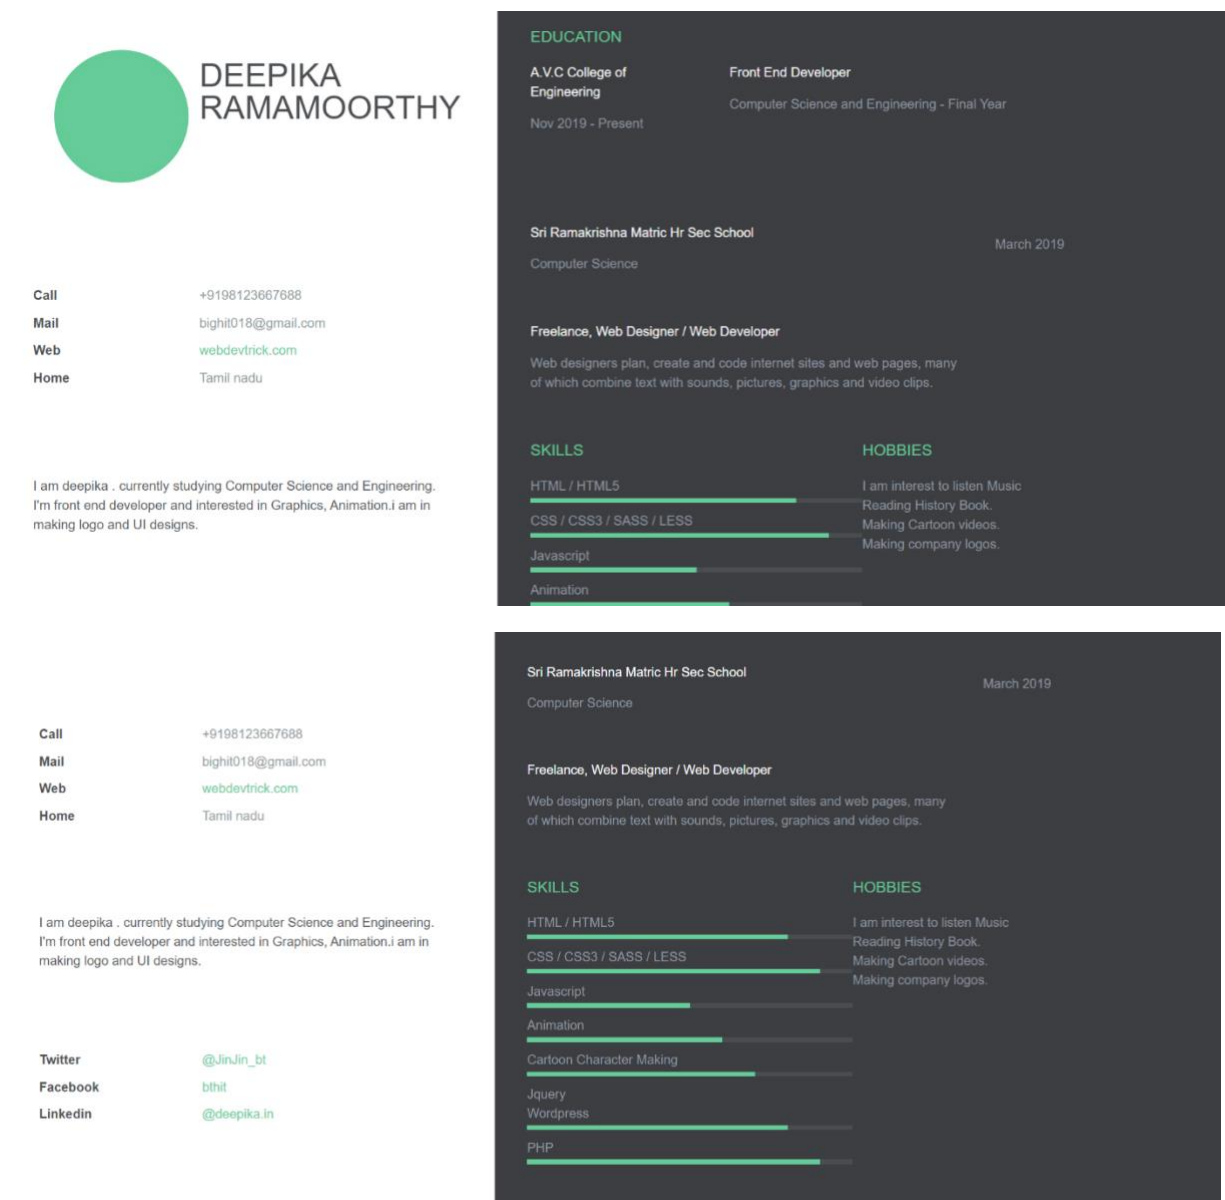 DEEPIKA
RAMAMOORTHY
Call +9198123667688
Mail bighit018@gmail.com
Web webdevtrick.com
Home Tamil nadu
I am deepika . currently studying Computer Science and Engineering.
I'm front end developer and interested in Graphics, Animation.i am in
making logo and UI designs.
EDUCATION
A.V.C College of
Engineering
Nov 2019 - Present
Front End Developer
Computer Science and Engineering - Final Year
Sri Ramakrishna Matric Hr Sec School
Computer Science
March 2019
Freelance, Web Designer / Web Developer
Web designers plan, create and code internet sites and web pages, many
of which combine text with sounds, pictures, graphics and video clips.
SKILLS
HTML / HTML5
CSS / CSS3 / SASS / LESS
Javascript
Animation
HOBBIES
I am interest to listen Music
Reading History Book.
Making Cartoon videos.
Making company logos.
Call +9198123667688
Mail bighit018@gmail.com
Web webdevtrick.com
Home Tamil nadu
I am deepika . currently studying Computer Science and Engineering.
I'm front end developer and interested in Graphics, Animation.i am in
making logo and UI designs.
Twitter @JinJin_bt
Facebook bthit
Linkedin @deepika.in
Sri Ramakrishna Matric Hr Sec School
Computer Science
March 2019
Freelance, Web Designer / Web Developer
Web designers plan, create and code internet sites and web pages, many
of which combine text with sounds, pictures, graphics and video clips.
SKILLS
HTML / HTML5
CSS / CSS3 / SASS / LESS
Javascript
Animation
Cartoon Character Making
Jquery
Wordpress
PHP
HOBBIES
I am interest to listen Music
Reading History Book.
Making Cartoon videos.
Making company logos.